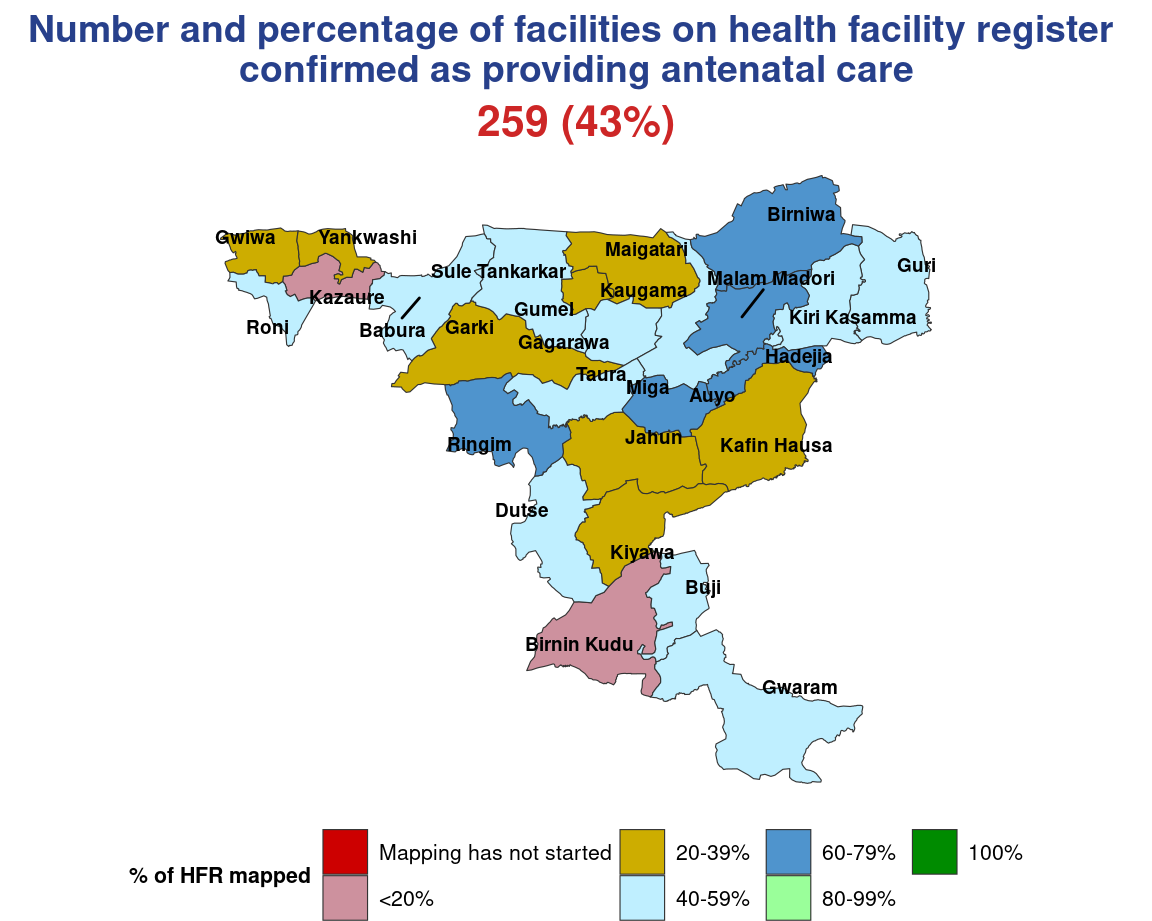 Number and percentage of facilities on health facility register
confirmed as providing antenatal care
259 (43%)
Birniwa
Gwiwa
Yankwashi
Maigatari
Guri
Sule Tankarkar
Malam Madori
Kaugama
Kazaure
Gumel
Kiri Kasamma
Roni
Babura
Garki
Gagarawa
Hadejia
Taura
Miga
Auyo
Ringim
Jahun
Kafin Hausa
Dutse
Kiyawa
Buji
Birnin Kudu
Gwaram
% of HFR mapped
Mapping has not started
<20%
20-39%
40-59%
60-79%
80-99%
100%